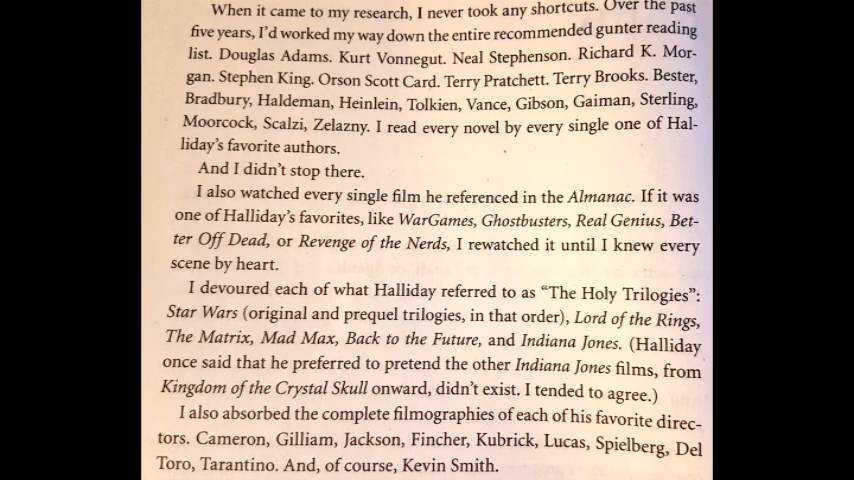 When it came to my research, I never took any shortcuts. Over the past
five years, I'd worked my way down the entire recommended gunter reading
list. Douglas Adams. Kurt Vonnegut. Neal Stephenson. Richard K. Mor-
gan. Stephen King. Orson Scott Card. Terry Pratchett. Terry Brooks. Bester,
Bradbury, Haldeman, Heinlein, Tolkien, Vance, Gibson, Gaiman, Sterling,
Moorcock, Scalzi, Zelazny. I read every novel by every single one of Hal-
liday's favorite authors.
And I didn't stop there.
I also watched every single film he referenced in the Almanac. If it was
one of Halliday's favorites, like WarGames, Ghostbusters, Real Genius, Bet-
ter Off Dead, or Revenge of the Nerds, I rewatched it until I knew every
scene by heart.
I devoured each of what Halliday referred to as "The Holy Trilogies":
Star Wars (original and prequel trilogies, in that order), Lord of the Rings,
The Matrix, Mad Max, Back to the Future, and Indiana Jones. (Halliday
once said that he preferred to pretend the other Indiana Jones films, from
Kingdom of the Crystal Skull onward, didn't exist. I tended to agree.)
I also absorbed the complete filmographies of each of his favorite direc-
tors. Cameron, Gilliam, Jackson, Fincher, Kubrick, Lucas, Spielberg, Del
Toro, Tarantino. And, of course, Kevin Smith.